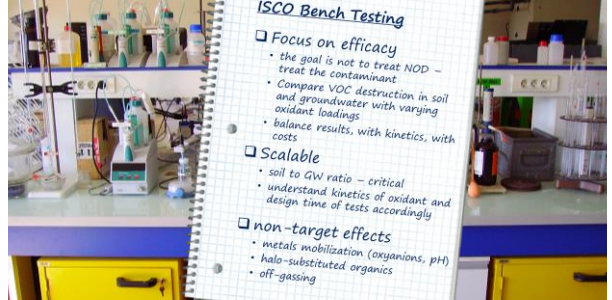 ISCO Bench Testing
❑ Focus on efficacy
• the goal is not to treat NOD –
treat the contaminant
• Compare VOC destruction in soil
and groundwater with varying
oxidant loadings
• balance results, with kinetics, with
costs
❑ Scalable
• soil to GW ratio – critical
• understand kinetics of oxidant and
design time of tests accordingly
❑ non-target effects
• metals mobilization (oxyanions, pH)
• halo-substituted organics
• off-gassing